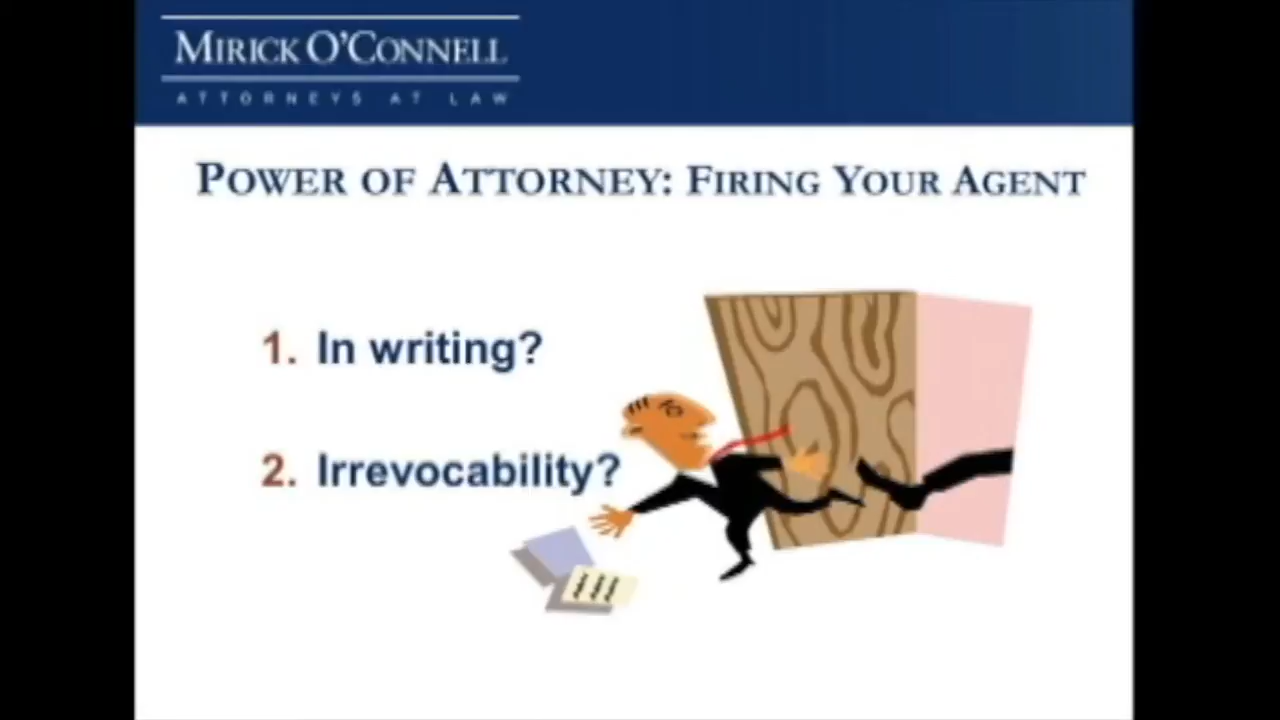 MIRICK O'CONNELL
ATTORNEYS AT LAW
POWER OF ATTORNEY: FIRING YOUR AGENT
1. In writing?
2. Irrevocability?